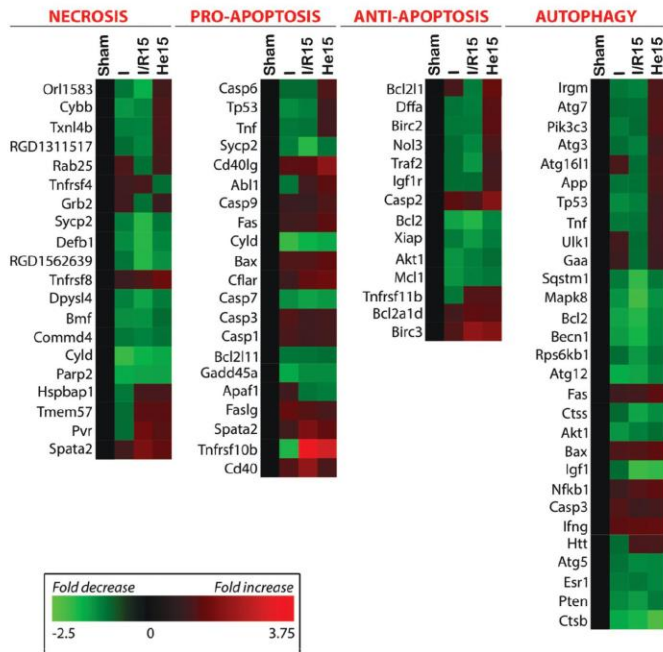 NECROSIS
Sham
I
I/R15
He15
Orl1583
Cybb
Txnl4b
RGD1311517
Rab25
Tnfrsf4
Grb2
Sycp2
Defb1
RGD1562639
Tnfrsf8
Dpysl4
Bmf
Commd4
Cyld
Parp2
Hspbap1
Tmem57
Pvr
Spata2
PRO-APOPTOSIS
Sham
I
I/R15
He15
Casp6
Tp53
Tnf
Sycp2
Cd40lg
Abl1
Casp9
Fas
Cyld
Bax
Cflar
Casp7
Casp3
Casp1
Bcl2l11
Gadd45a
Apaf1
Faslg
Spata2
Tnfrsf10b
Cd40
ANTI-APOPTOSIS
Sham
I
I/R15
He15
Bcl2l1
Dffa
Birc2
Nol3
Traf2
Igf1r
Casp2
Bcl2
Xiap
Akt1
Mcl1
Tnfrsf11b
Bcl2a1d
Birc3
AUTOPHAGY
Sham
I
I/R15
He15
Irgm
Atg7
Pik3c3
Atg3
Atg16l1
App
Tp53
Tnf
Ulk1
Gaa
Sqstm1
Mapk8
Bcl2
Becn1
Rps6kb1
Atg12
Fas
Ctss
Akt1
Bax
Igf1
Nfkb1
Casp3
Ifng
Htt
Atg5
Esr1
Pten
Ctsb
Fold decrease Fold increase
-2.5 0 3.75